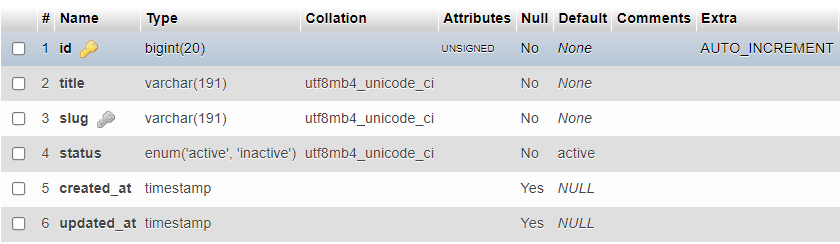 # Name Type Collation Attributes Null Default Comments Extra
1 id bigint(20) UNSIGNED No None AUTO_INCREMENT
2 title varchar(191) utf8mb4_unicode_ci No None
3 slug varchar(191) utf8mb4_unicode_ci No None
4 status enum('active', 'inactive') utf8mb4_unicode_ci No active
5 created_at timestamp Yes NULL
6 updated_at timestamp Yes NULL